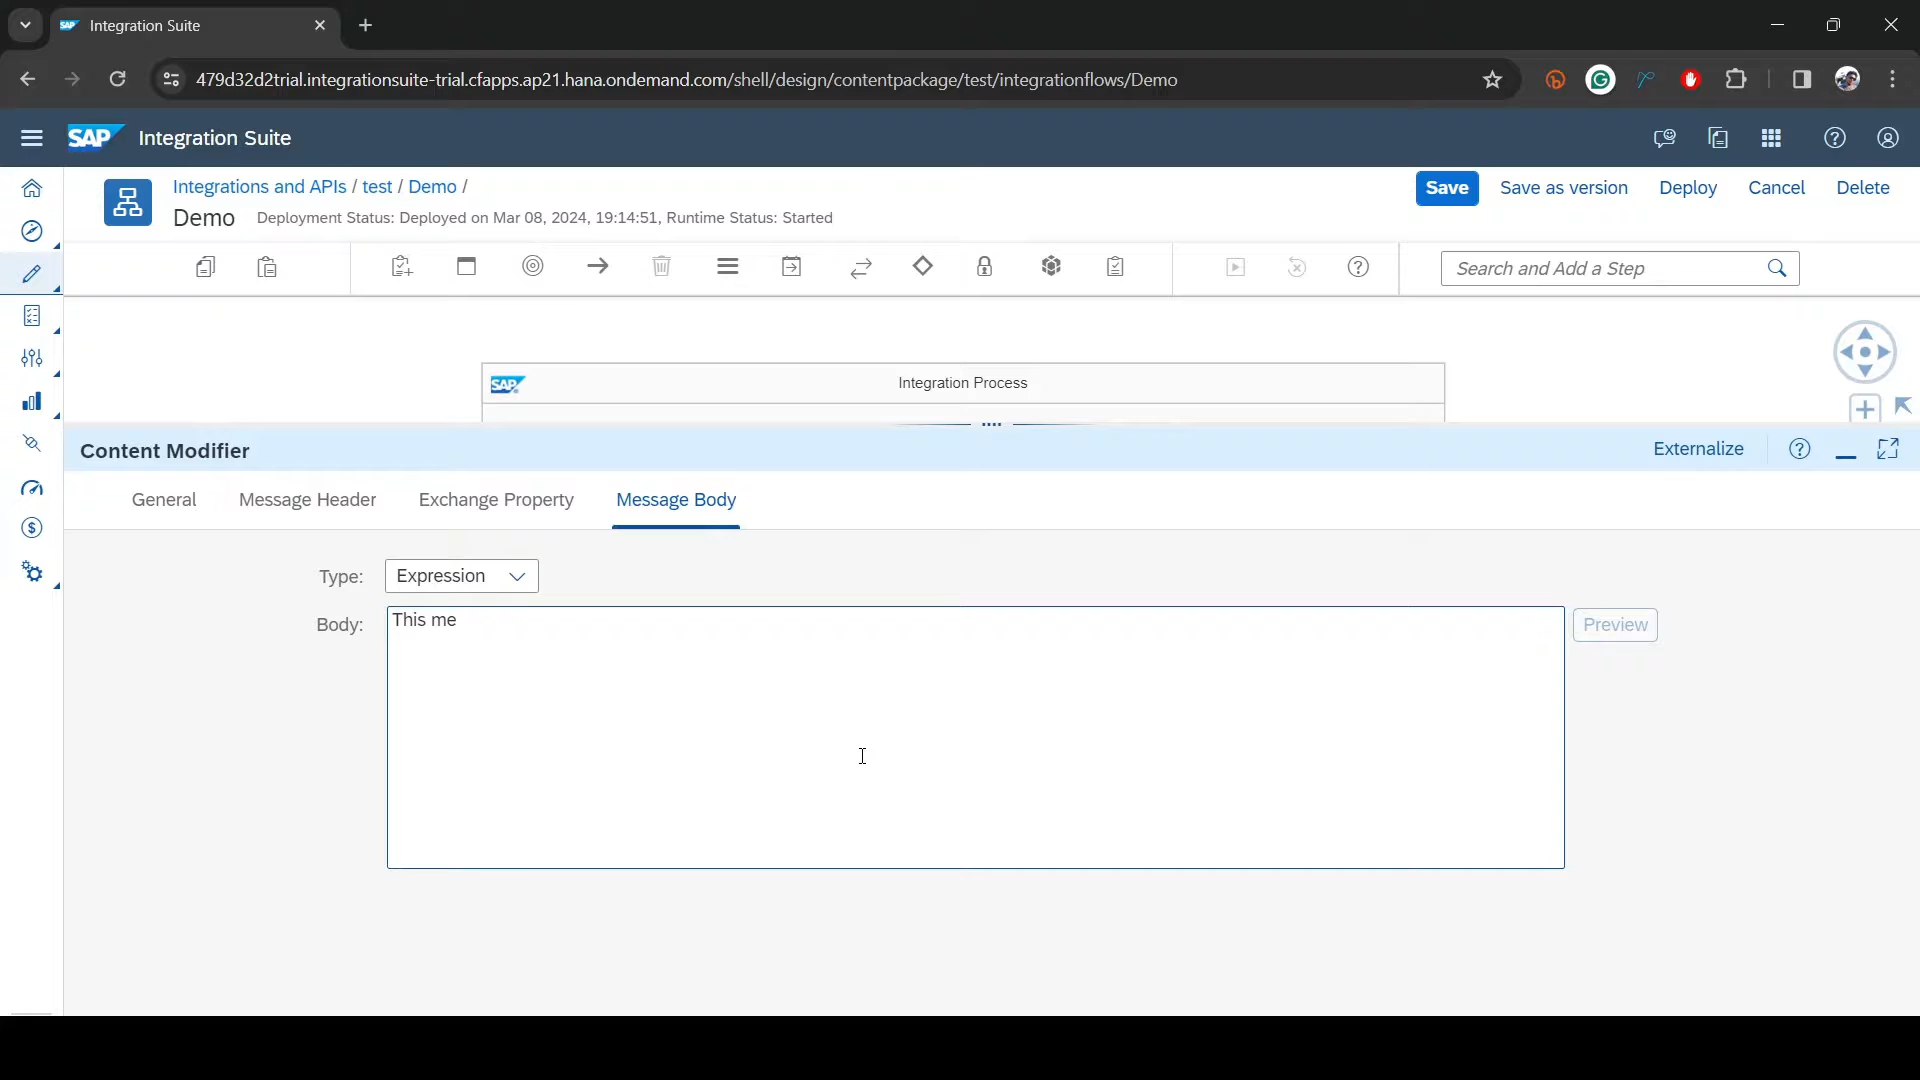 SAP Integration Suite
479d32d2trial.integrationsuite-trial.cfapps.ap21.hana.ondemand.com/shell/design/contentpackage/test/integrationflows/Demo
SAP Integration Suite
Integrations and APIs / test / Demo /
Save Save as version Deploy Cancel Delete
Demo Deployment Status: Deployed on Mar 08, 2024, 19:14:51, Runtime Status: Started
Search and Add a Step
SAP Integration Process
Content Modifier Externalize
General Message Header Exchange Property Message Body
Type: Expression
Body: This me Preview